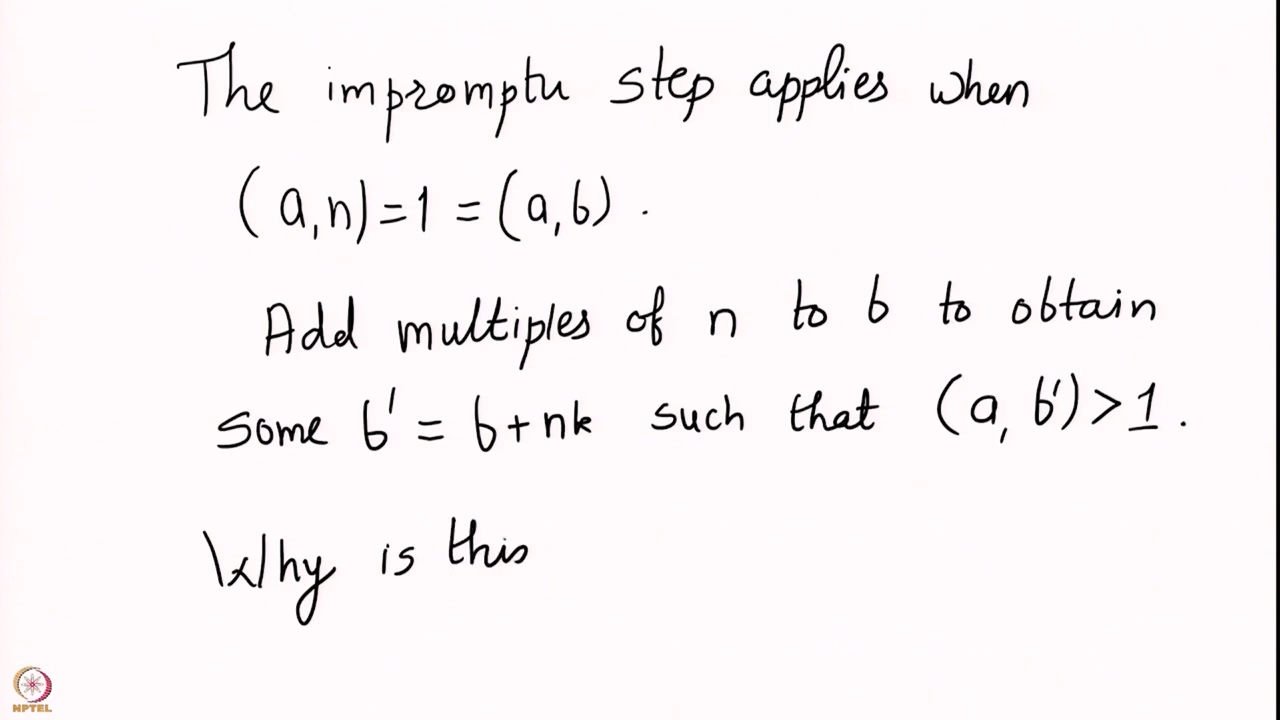 The impromptu step applies when
(a,n)=1 = (a,b).
Add multiples of n to b to obtain
some b' = b+nk such that (a, b')>1.
Why is this
NPTEL